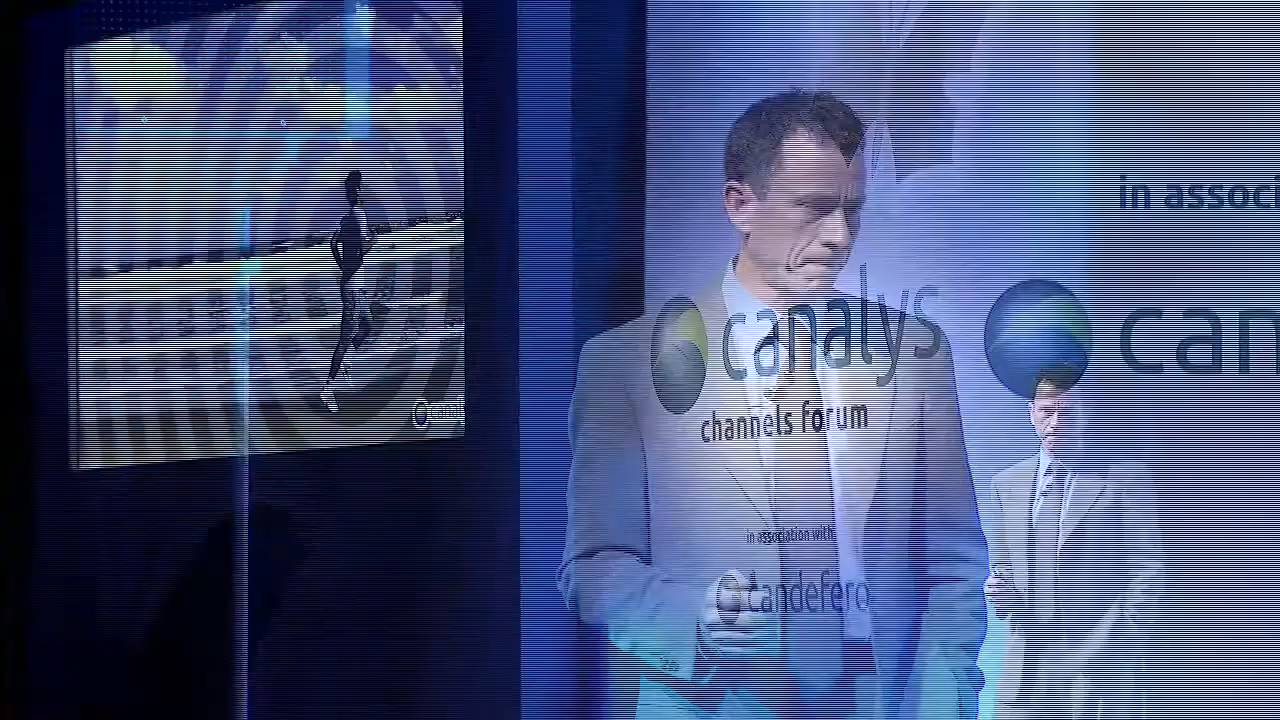 in associ
canalys
can
channels forum
in association with
candefero